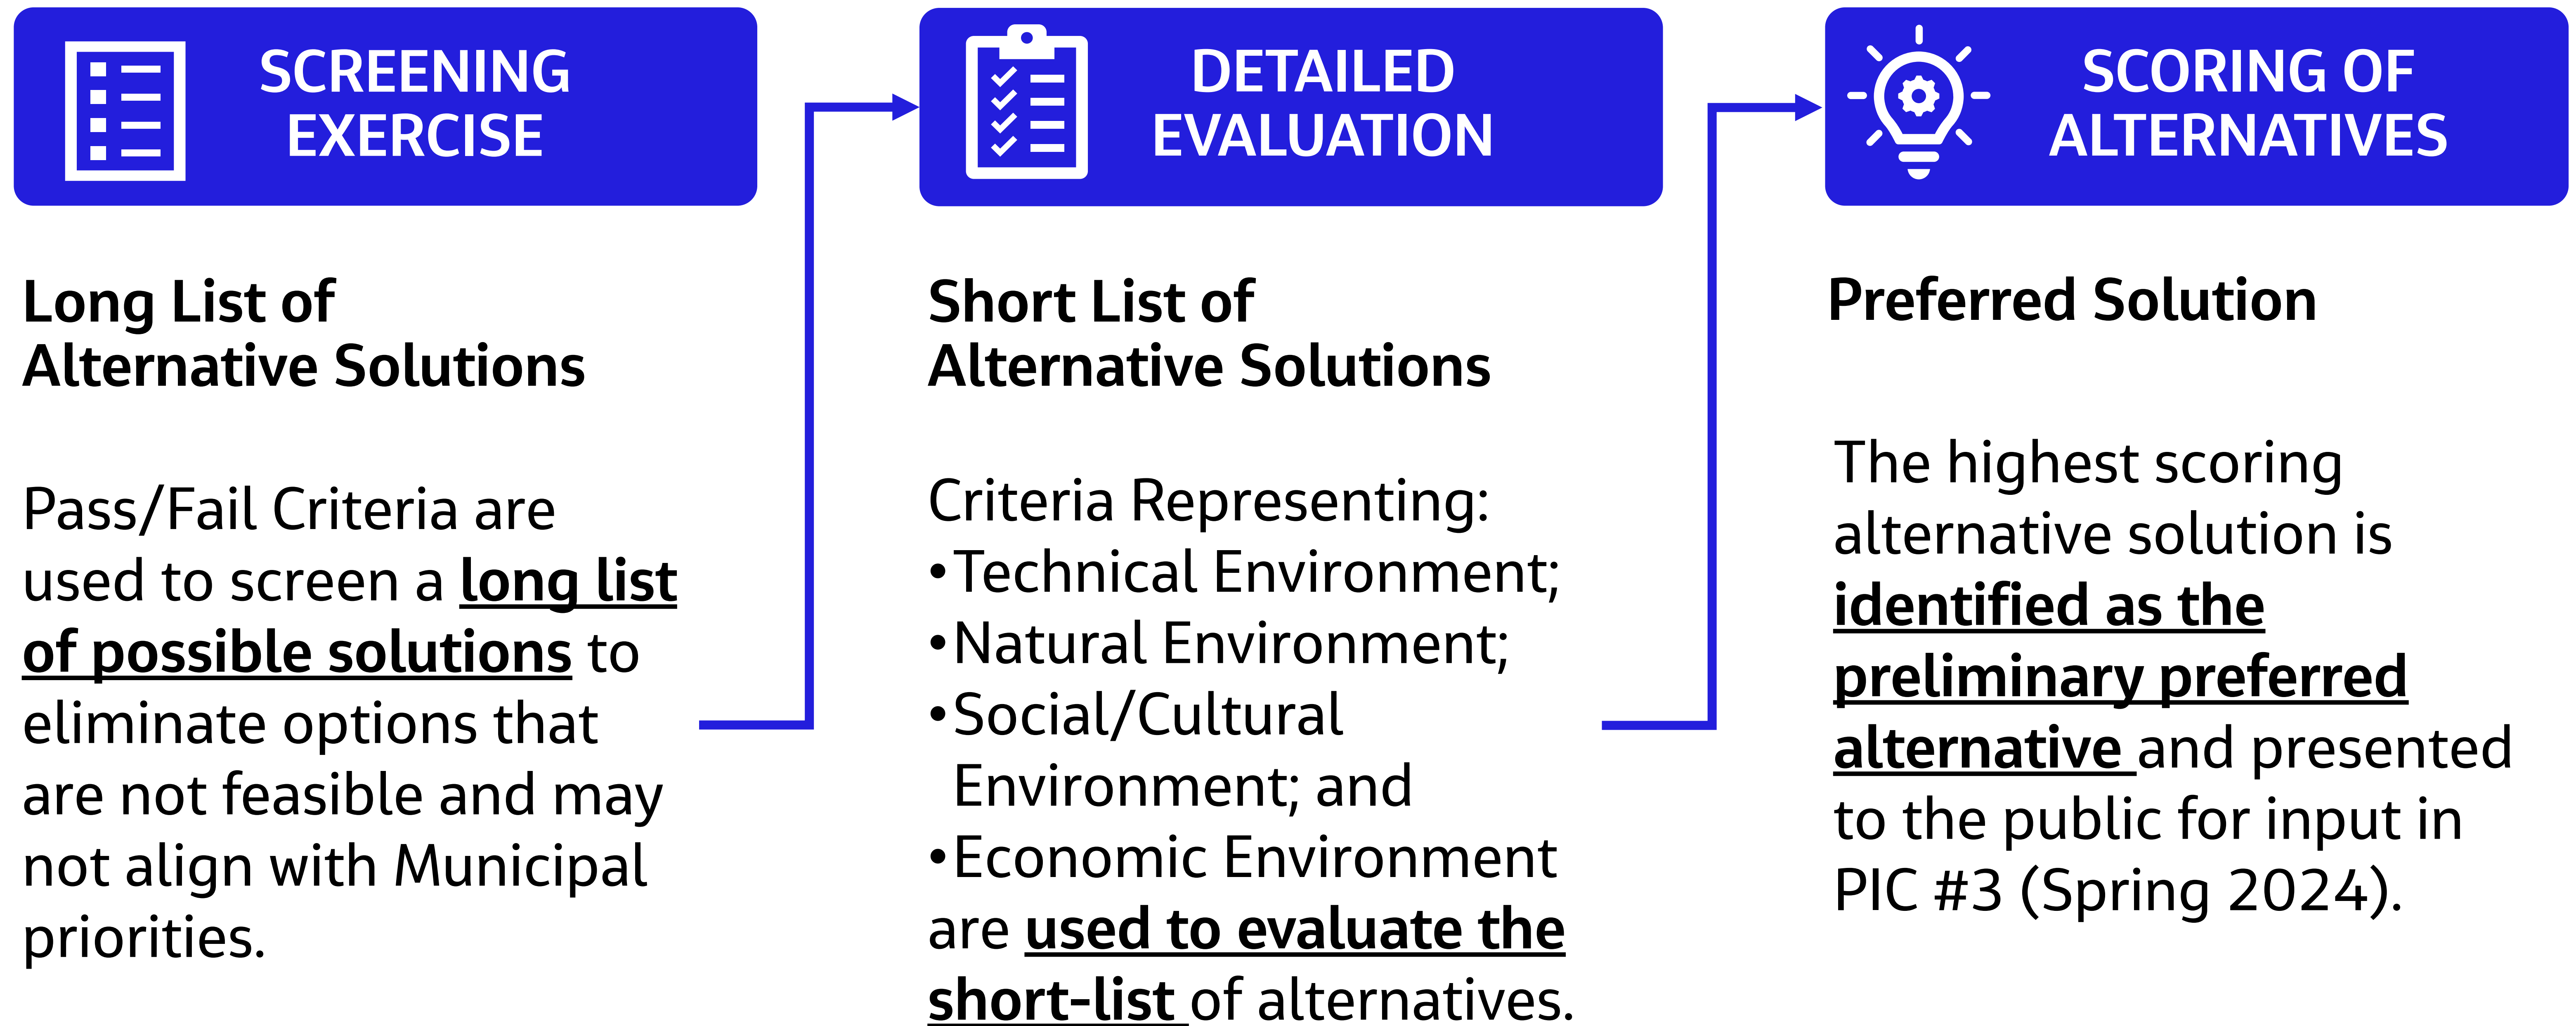 SCREENING
EXERCISE
Long List of
Alternative Solutions
Pass/Fail Criteria are
used to screen a long list
of possible solutions to
eliminate options that
are not feasible and may
not align with Municipal
priorities.
DETAILED
EVALUATION
Short List of
Alternative Solutions
Criteria Representing:
•Technical Environment;
•Natural Environment;
•Social/Cultural
Environment; and
•Economic Environment
are used to evaluate the
short-list of alternatives.
SCORING OF
ALTERNATIVES
Preferred Solution
The highest scoring
alternative solution is
identified as the
preliminary preferred
alternative and presented
to the public for input in
PIC #3 (Spring 2024).